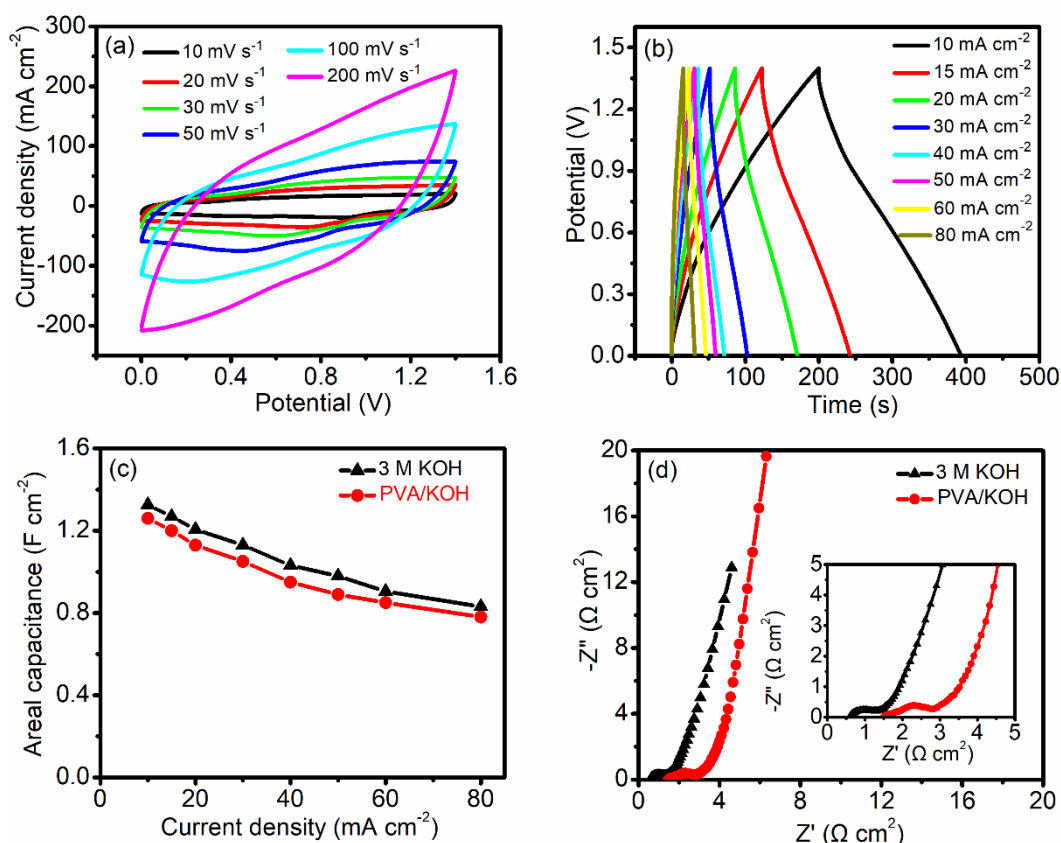 (a)
10 mV s⁻¹
20 mV s⁻¹
30 mV s⁻¹
50 mV s⁻¹
100 mV s⁻¹
200 mV s⁻¹
Current density (mA cm⁻²)
300
200
100
0
-100
-200
0.0 0.4 0.8 1.2 1.6
Potential (V)
(b)
10 mA cm⁻²
15 mA cm⁻²
20 mA cm⁻²
30 mA cm⁻²
40 mA cm⁻²
50 mA cm⁻²
60 mA cm⁻²
80 mA cm⁻²
Potential (V)
1.5
1.2
0.9
0.6
0.3
0.0
0 100 200 300 400 500
Time (s)
(c)
3 M KOH
PVA/KOH
Areal capacitance (F cm⁻²)
1.6
1.2
0.8
0.4
0.0
0 20 40 60 80
Current density (mA cm⁻²)
(d)
3 M KOH
PVA/KOH
-Z" (Ω cm²)
20
16
12
8
4
0
0 4 8 12 16 20
Z' (Ω cm²)
-Z" (Ω cm²)
5
4
3
2
1
0
0 1 2 3 4 5
Z' (Ω cm²)